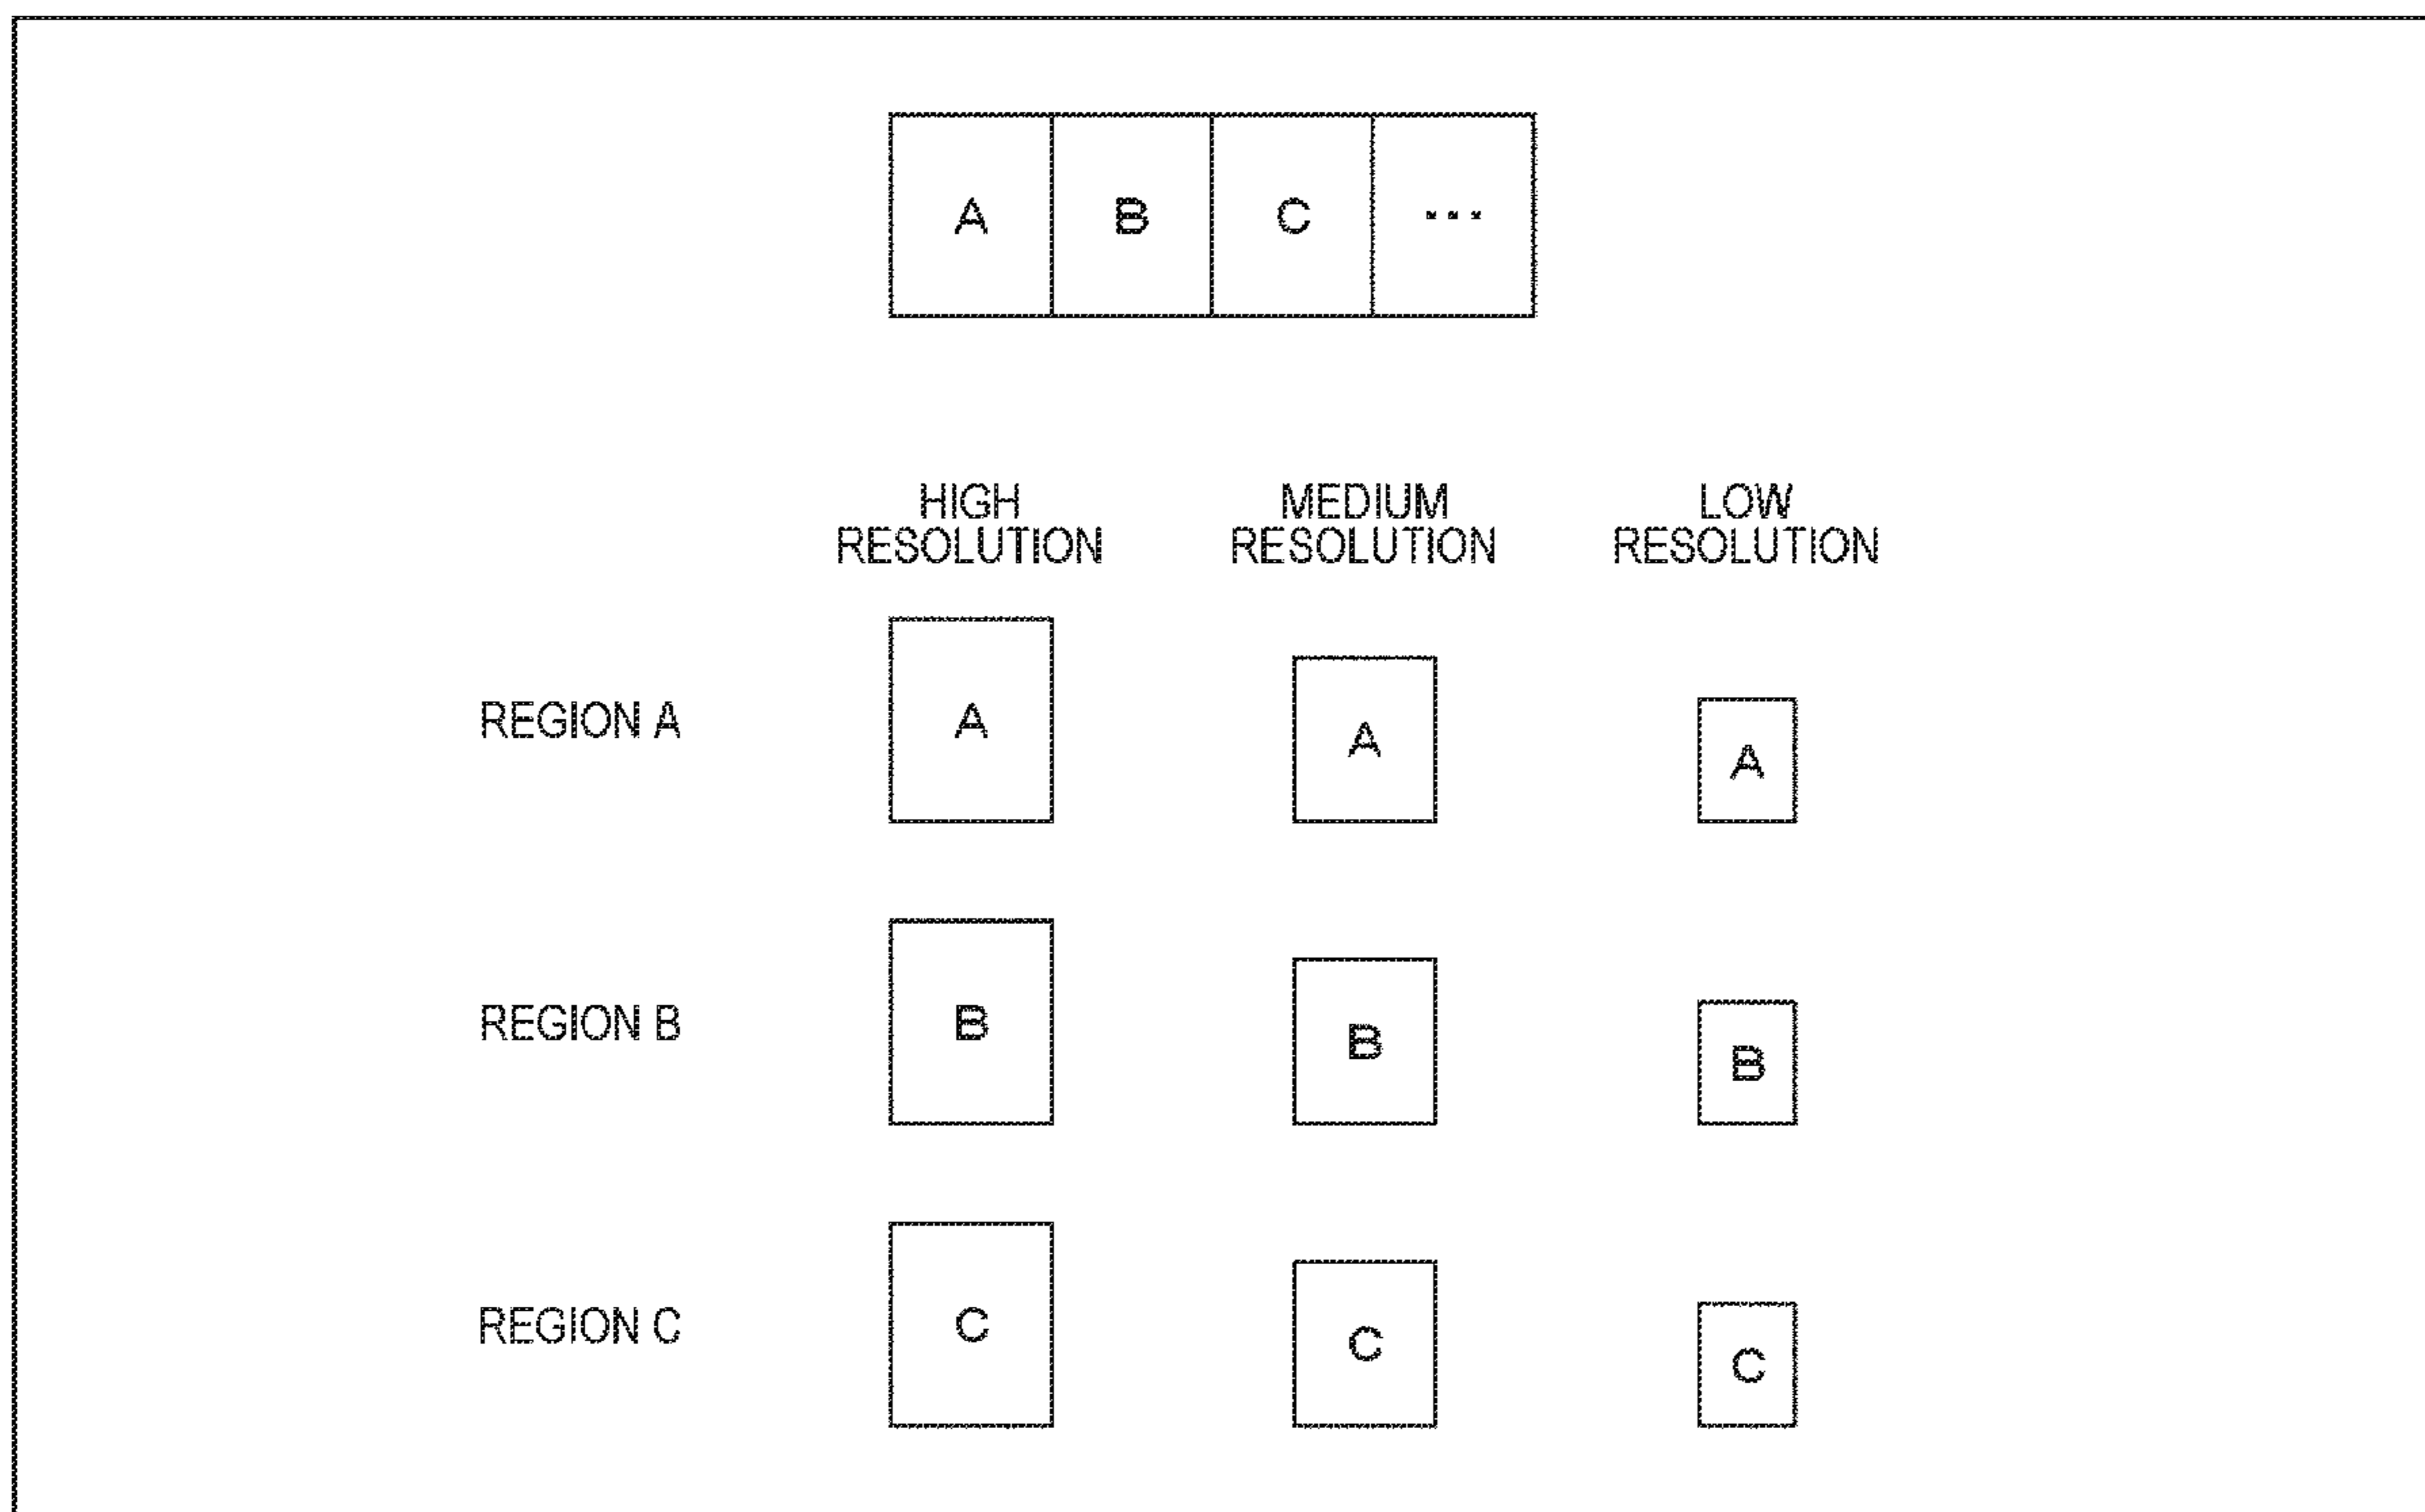 A B C ...
HIGH MEDIUM LOW
RESOLUTION RESOLUTION RESOLUTION
REGION A A A A
REGION B B B B
REGION C C C C